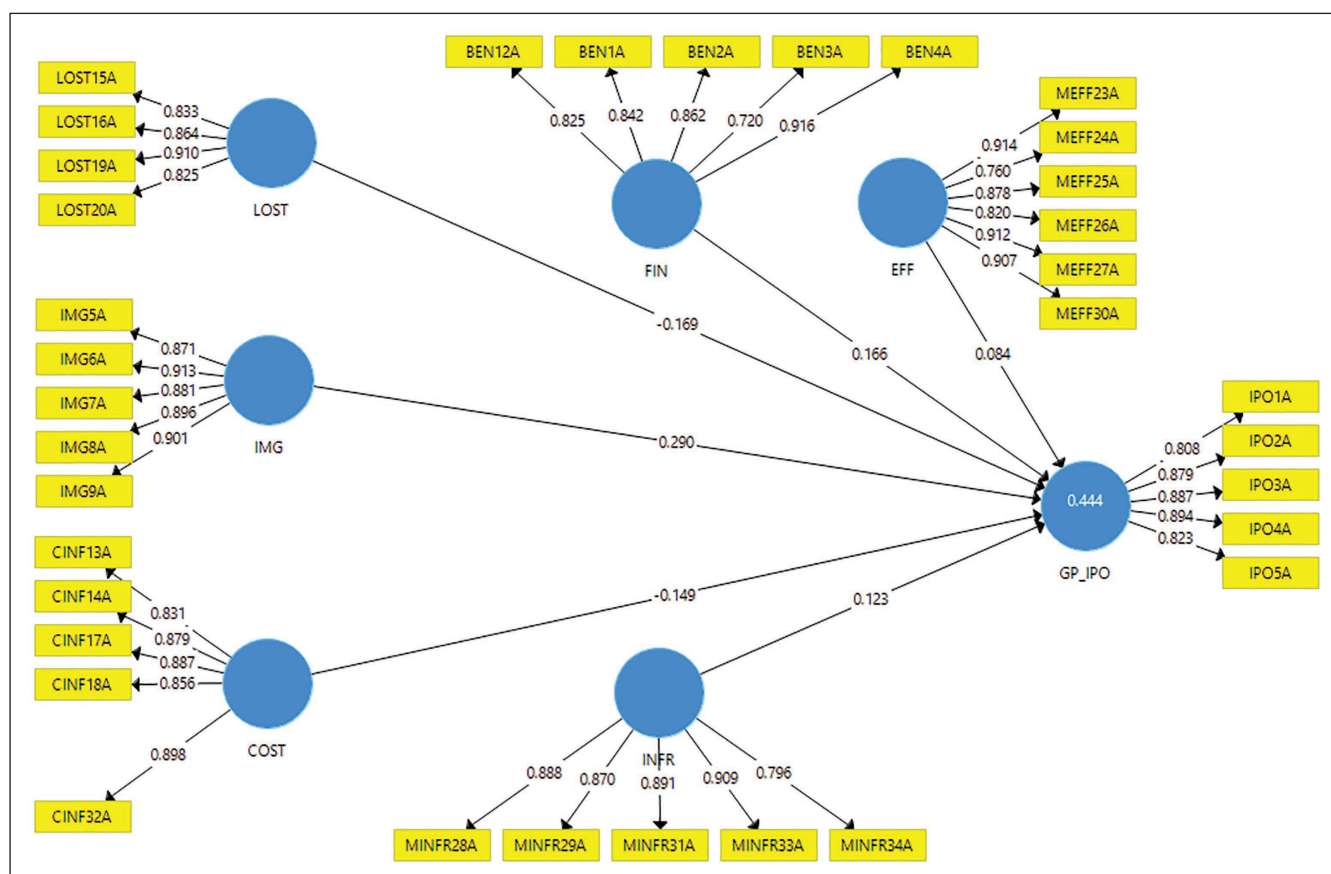 LOST15A
LOST16A
LOST19A
LOST20A
0.833
0.864
0.910
0.825
LOST
BEN12A
BEN1A
BEN2A
BEN3A
BEN4A
0.825
0.842
0.862
0.720
0.916
FIN
MEFF23A
MEFF24A
MEFF25A
MEFF26A
MEFF27A
MEFF30A
0.914
0.760
0.878
0.820
0.912
0.907
EFF
-0.169
0.166
0.084
IMG5A
IMG6A
IMG7A
IMG8A
IMG9A
0.871
0.913
0.881
0.896
0.901
IMG
0.290
0.444
GP_IPO
0.808
0.879
0.887
0.894
0.823
IPO1A
IPO2A
IPO3A
IPO4A
IPO5A
CINF13A
CINF14A
CINF17A
CINF18A
CINF32A
0.831
0.879
0.887
0.856
0.898
COST
-0.149
0.123
INFR
0.888
0.870
0.891
0.909
0.796
MINFR28A
MINFR29A
MINFR31A
MINFR33A
MINFR34A